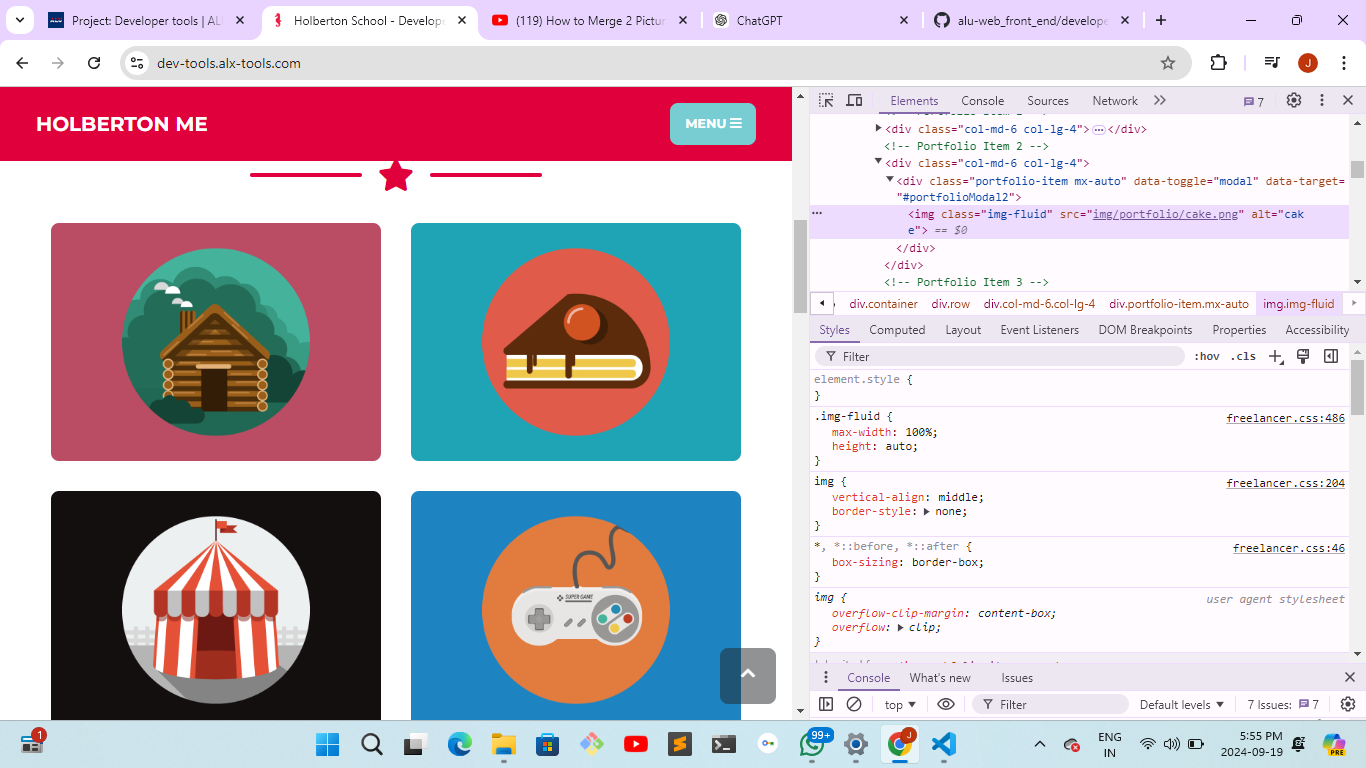 Project: Developer tools | ALU
Holberton School - Develope
(119) How to Merge 2 Pictur
ChatGPT
alu-web_front_end/develope
dev-tools.alx-tools.com
J
HOLBERTON ME
MENU
SUPER GAME
Elements
Console
Sources
Network
7
<div class="col-md-6 col-lg-4">…</div>
<!-- Portfolio Item 2 -->
<div class="col-md-6 col-lg-4">
<div class="portfolio-item mx-auto" data-toggle="modal" data-target=
"#portfolioModal2">
<img class="img-fluid" src="img/portfolio/cake.png" alt="cak
e"> == $0
</div>
</div>
<!-- Portfolio Item 3 -->
div.container
div.row
div.col-md-6.col-lg-4
div.portfolio-item.mx-auto
img.img-fluid
Styles
Computed
Layout
Event Listeners
DOM Breakpoints
Properties
Accessibility
Filter
:hov
.cls
element.style {
}
.img-fluid {
freelancer.css:486
max-width: 100%;
height: auto;
}
img {
freelancer.css:204
vertical-align: middle;
border-style: none;
}
*, *::before, *::after {
freelancer.css:46
box-sizing: border-box;
}
img {
user agent stylesheet
overflow-clip-margin: content-box;
overflow: clip;
}
Console
What's new
Issues
top
Filter
Default levels
7 Issues:
7
1
99+
J
ENG
IN
5:55 PM
2024-09-19
PRE